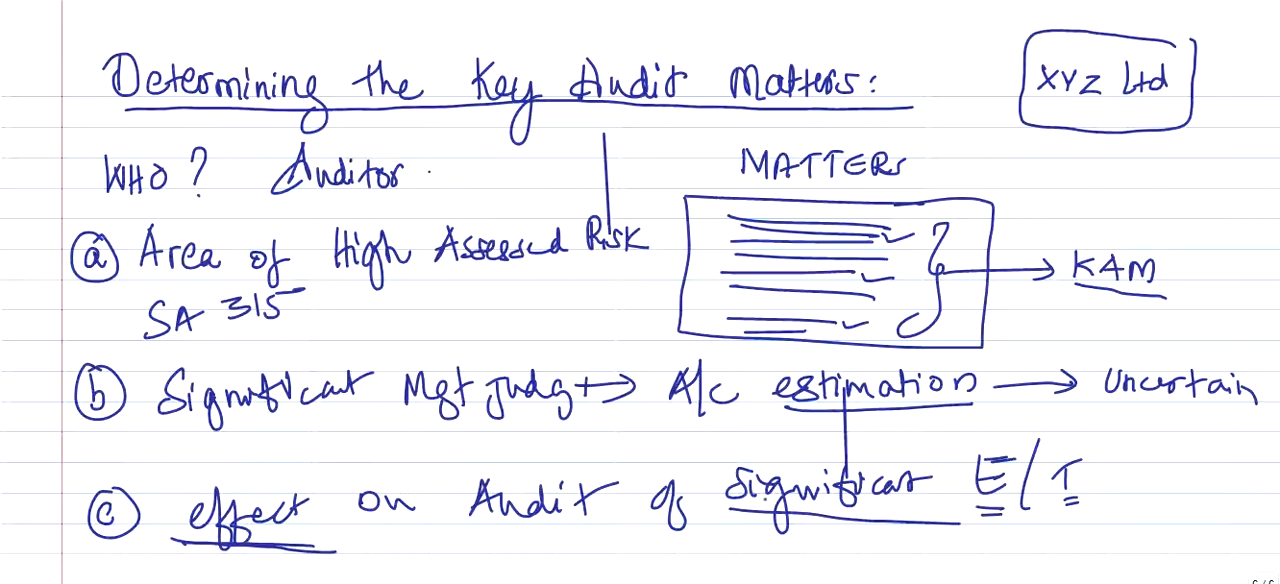 Determining the Key Audit Matters:
XYZ Ltd
WHO? Auditor.
MATTERS
(a) Area of High Assessed Risk
SA 315
KAM
(b) Significant Mgt Judgt → A/c estimation → Uncertain
(c) effect on Audit of Significant E/T